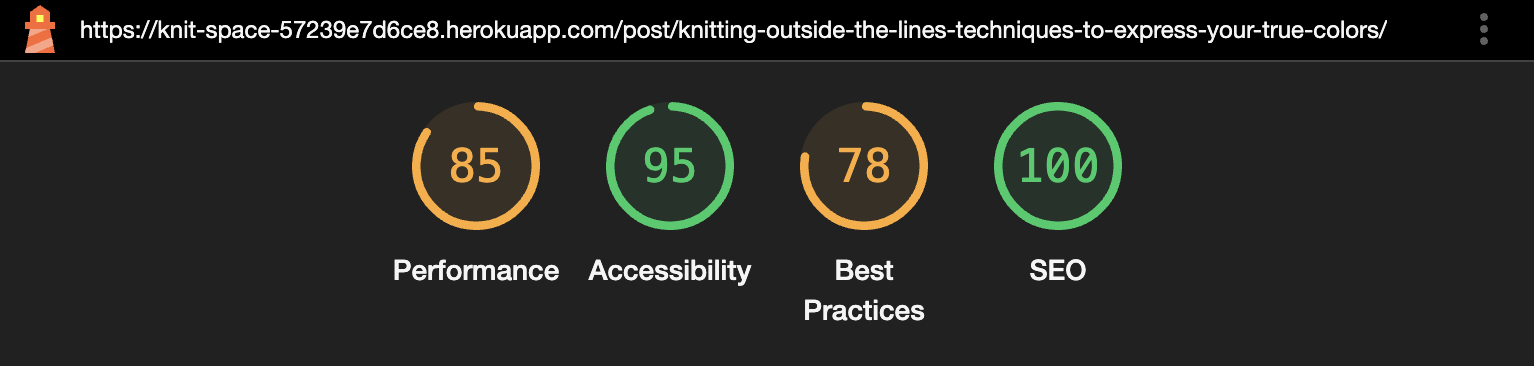 https://knit-space-57239e7d6ce8.herokuapp.com/post/knitting-outside-the-lines-techniques-to-express-your-true-colors/
85 95 78 100
Performance Accessibility Best Practices SEO